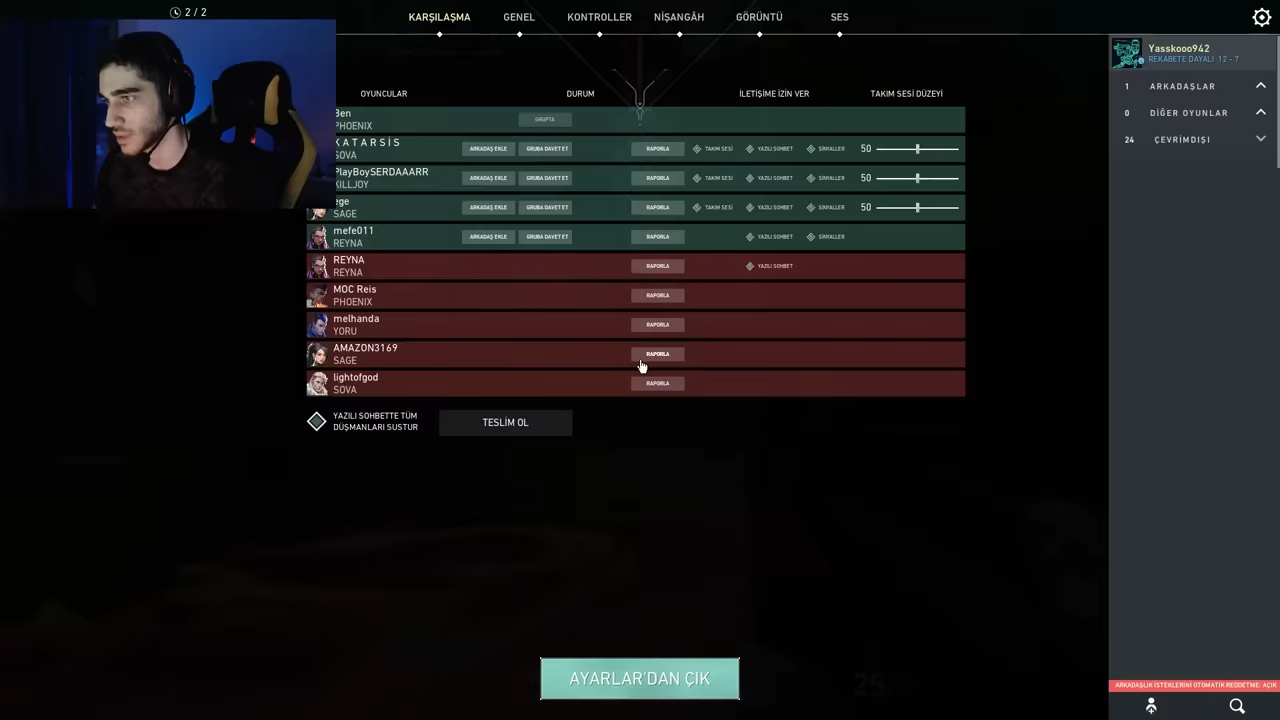 2 / 2
KARŞILAŞMA GENEL KONTROLLER NİŞANGÂH GÖRÜNTÜ SES
Yasskooo942
REKABETE DAYALI 12 - 7
1 ARKADAŞLAR
0 DİĞER OYUNLAR
24 ÇEVRİMDIŞI
OYUNCULAR DURUM İLETİŞİME İZİN VER TAKIM SESİ DÜZEYİ
Ben
PHOENIX
GRUPTA
K A T A R S İ S
SOVA
ARKADAŞ EKLE GRUBA DAVET ET RAPORLA TAKIM SESİ YAZILI SOHBET SİNYALLER 50
PlayBoySERDAAARR
KILLJOY
ARKADAŞ EKLE GRUBA DAVET ET RAPORLA TAKIM SESİ YAZILI SOHBET SİNYALLER 50
ege
SAGE
ARKADAŞ EKLE GRUBA DAVET ET RAPORLA TAKIM SESİ YAZILI SOHBET SİNYALLER 50
mefe011
REYNA
ARKADAŞ EKLE GRUBA DAVET ET RAPORLA YAZILI SOHBET SİNYALLER
REYNA
REYNA
RAPORLA YAZILI SOHBET
MOC Reis
PHOENIX
RAPORLA
melhanda
YORU
RAPORLA
AMAZON3169
SAGE
RAPORLA
lightofgod
SOVA
RAPORLA
YAZILI SOHBETTE TÜM
DÜŞMANLARI SUSTUR
TESLİM OL
AYARLAR'DAN ÇIK
25
ARKADAŞLIK İSTEKLERİNİ OTOMATİK REDDETME: AÇIK